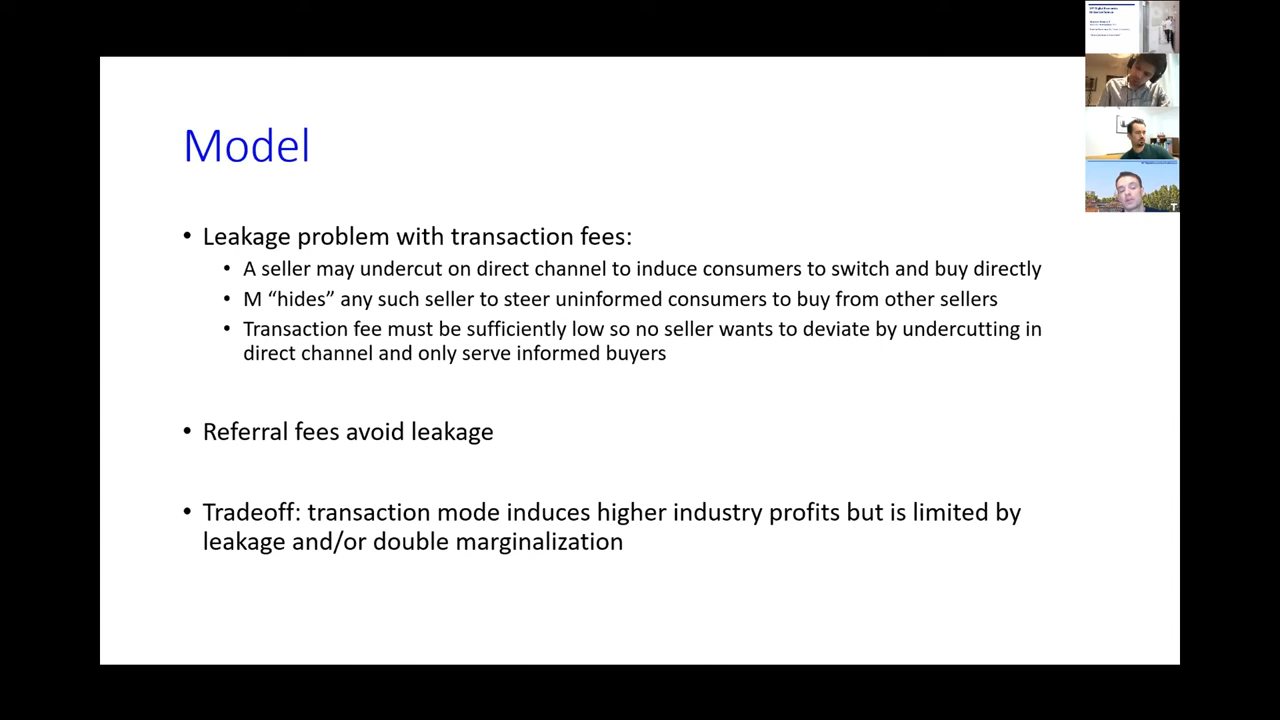 Model
• Leakage problem with transaction fees:
• A seller may undercut on direct channel to induce consumers to switch and buy directly
• M “hides” any such seller to steer uninformed consumers to buy from other sellers
• Transaction fee must be sufficiently low so no seller wants to deviate by undercutting in
direct channel and only serve informed buyers
• Referral fees avoid leakage
• Tradeoff: transaction mode induces higher industry profits but is limited by
leakage and/or double marginalization